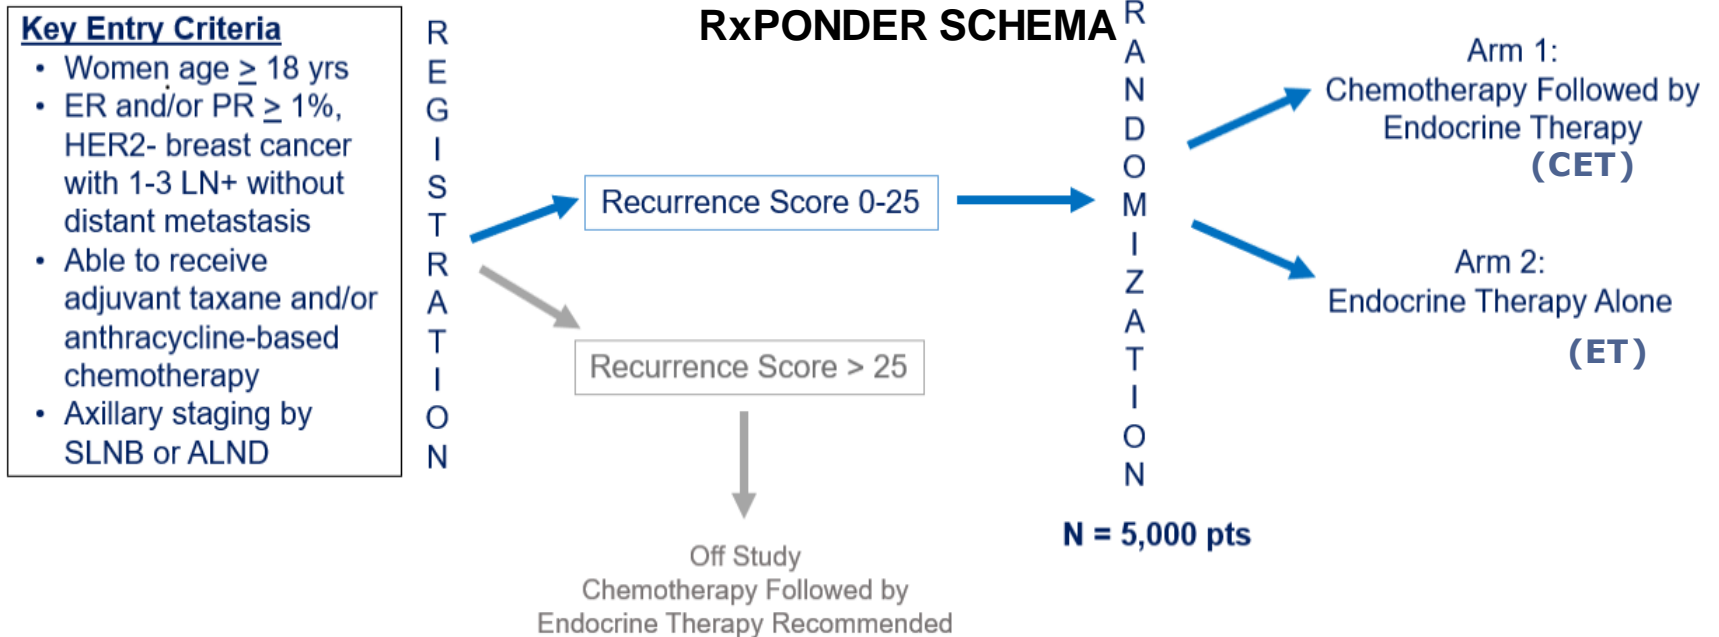 RxPONDER SCHEMA
Key Entry Criteria
• Women age ≥ 18 yrs
• ER and/or PR ≥ 1%,
HER2- breast cancer
with 1-3 LN+ without
distant metastasis
• Able to receive
adjuvant taxane and/or
anthracycline-based
chemotherapy
• Axillary staging by
SLNB or ALND
REGISTRATION
Recurrence Score 0-25
Recurrence Score > 25
Off Study
Chemotherapy Followed by
Endocrine Therapy Recommended
RANDOMIZATION
N = 5,000 pts
Arm 1:
Chemotherapy Followed by
Endocrine Therapy
(CET)
Arm 2:
Endocrine Therapy Alone
(ET)